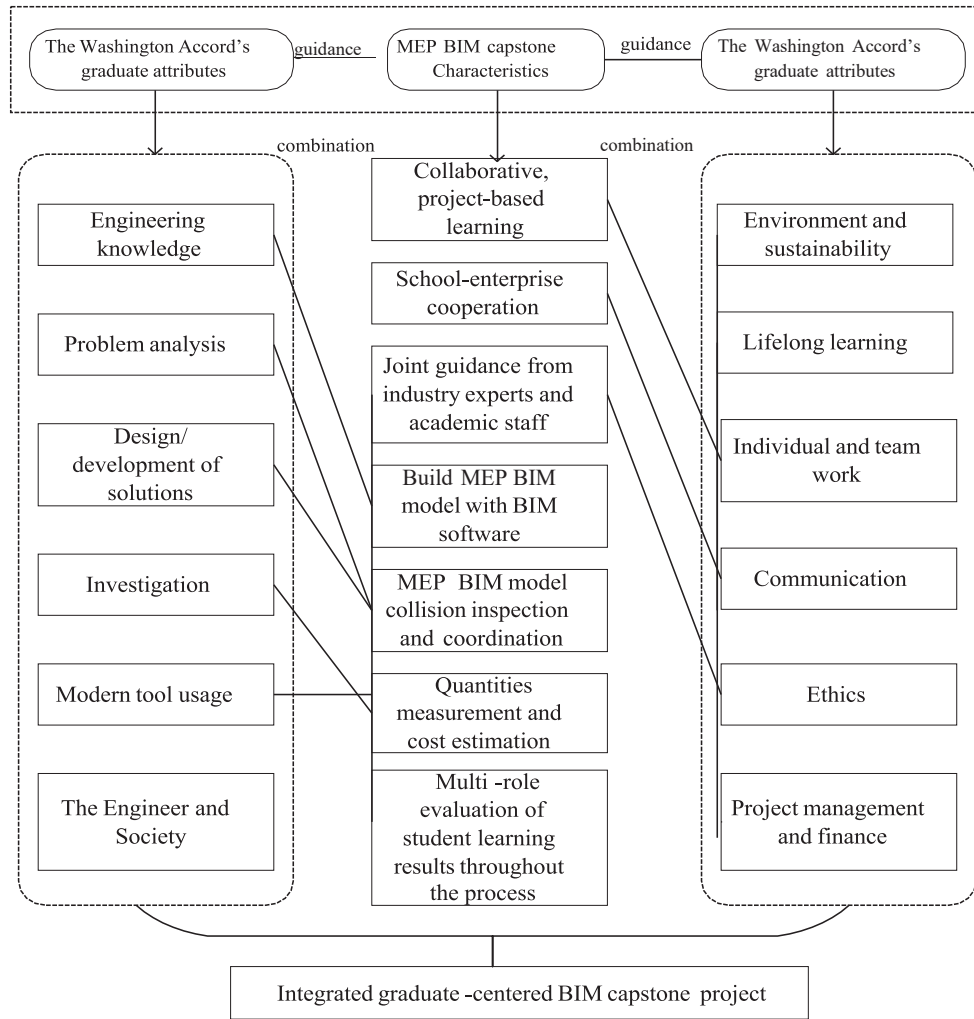 The Washington Accord's
graduate attributes
guidance
MEP BIM capstone
Characteristics
guidance
The Washington Accord's
graduate attributes
combination
combination
Engineering
knowledge
Problem analysis
Design/
development of
solutions
Investigation
Modern tool usage
The Engineer and
Society
Collaborative,
project-based
learning
School-enterprise
cooperation
Joint guidance from
industry experts and
academic staff
Build MEP BIM
model with BIM
software
MEP BIM model
collision inspection
and coordination
Quantities
measurement and
cost estimation
Multi -role
evaluation of
student learning
results throughout
the process
Environment and
sustainability
Lifelong learning
Individual and team
work
Communication
Ethics
Project management
and finance
Integrated graduate -centered BIM capstone project